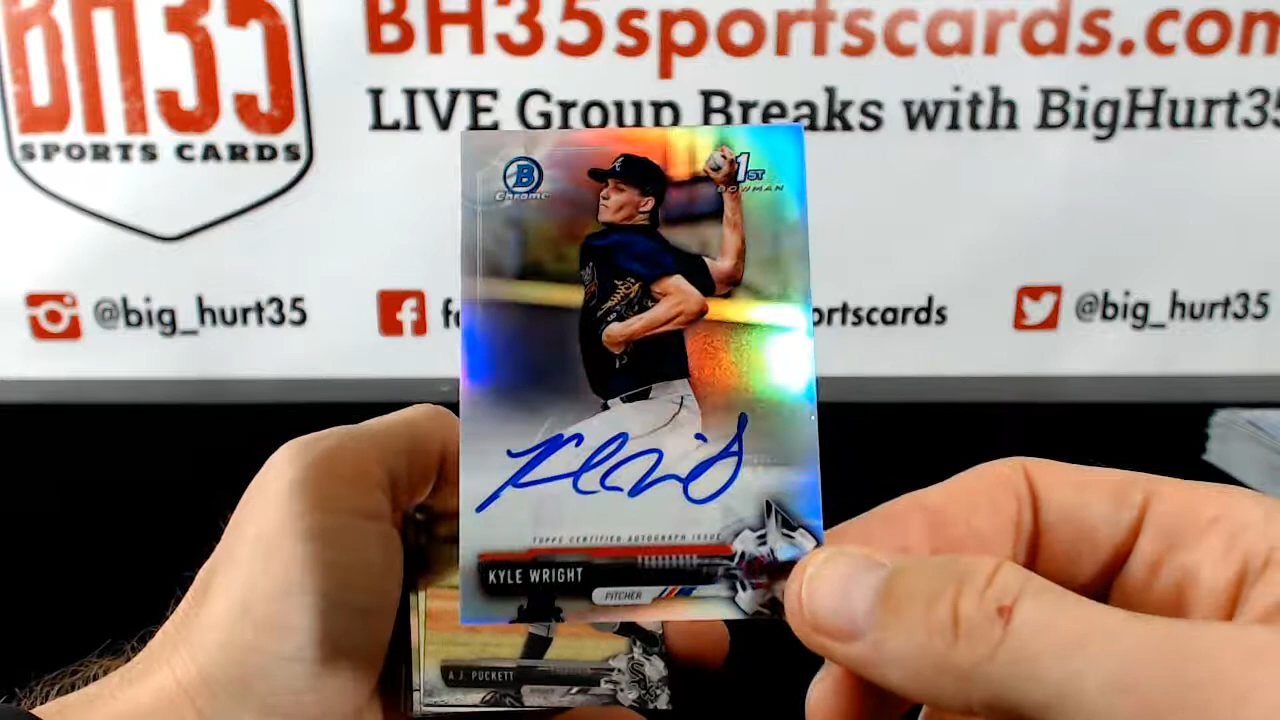 BH35
SPORTS CARDS
BH35sportscards.com
LIVE Group Breaks with BigHurt35
@big_hurt35
sportscards
@big_hurt35
B
Chrome
1ST
BOWMAN
A
TOPPS CERTIFIED AUTOGRAPH ISSUE
KYLE WRIGHT
PITCHER
A.J. PUCKETT